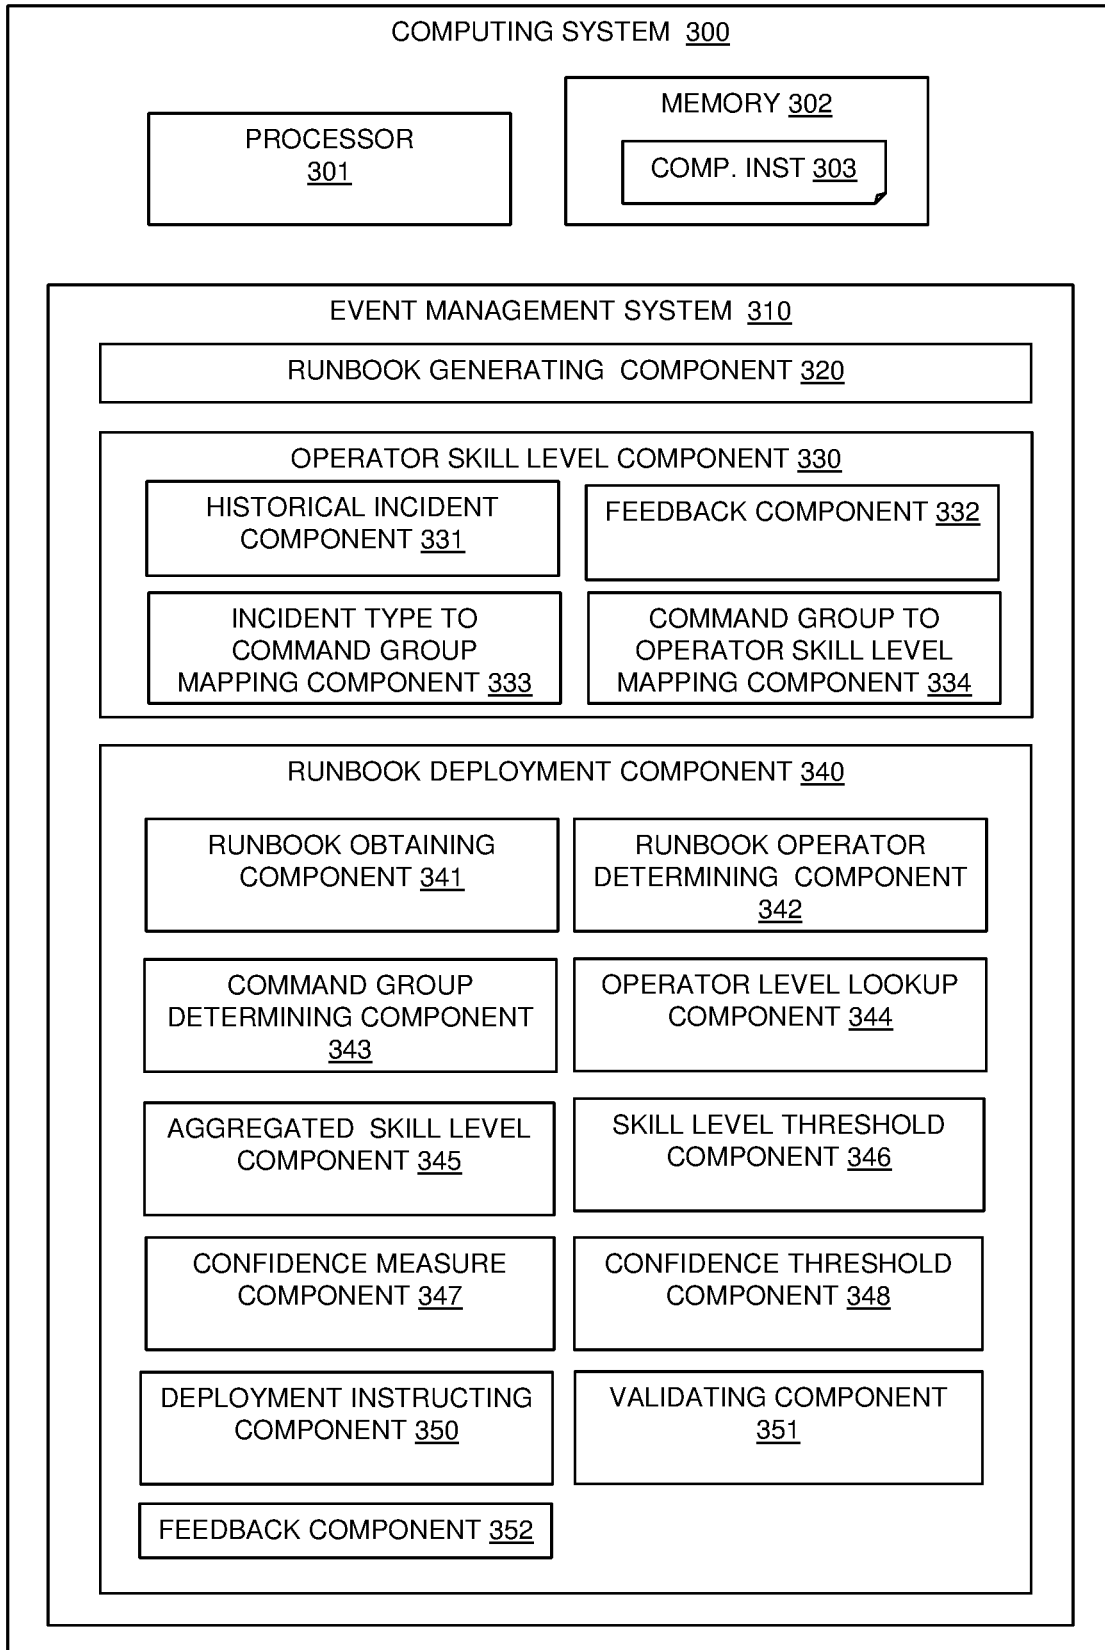 COMPUTING SYSTEM 300
PROCESSOR
301
MEMORY 302
COMP. INST 303
EVENT MANAGEMENT SYSTEM 310
RUNBOOK GENERATING COMPONENT 320
OPERATOR SKILL LEVEL COMPONENT 330
HISTORICAL INCIDENT
COMPONENT 331
FEEDBACK COMPONENT 332
INCIDENT TYPE TO
COMMAND GROUP
MAPPING COMPONENT 333
COMMAND GROUP TO
OPERATOR SKILL LEVEL
MAPPING COMPONENT 334
RUNBOOK DEPLOYMENT COMPONENT 340
RUNBOOK OBTAINING
COMPONENT 341
RUNBOOK OPERATOR
DETERMINING COMPONENT
342
COMMAND GROUP
DETERMINING COMPONENT
343
OPERATOR LEVEL LOOKUP
COMPONENT 344
AGGREGATED SKILL LEVEL
COMPONENT 345
SKILL LEVEL THRESHOLD
COMPONENT 346
CONFIDENCE MEASURE
COMPONENT 347
CONFIDENCE THRESHOLD
COMPONENT 348
DEPLOYMENT INSTRUCTING
COMPONENT 350
VALIDATING COMPONENT
351
FEEDBACK COMPONENT 352